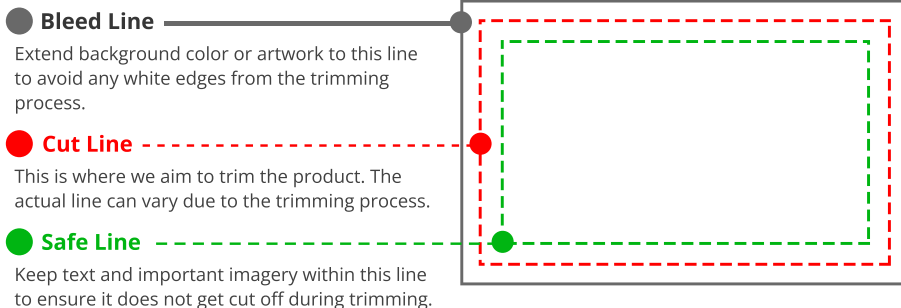 Bleed Line
Extend background color or artwork to this line
to avoid any white edges from the trimming
process.
Cut Line
This is where we aim to trim the product. The
actual line can vary due to the trimming process.
Safe Line
Keep text and important imagery within this line
to ensure it does not get cut off during trimming.